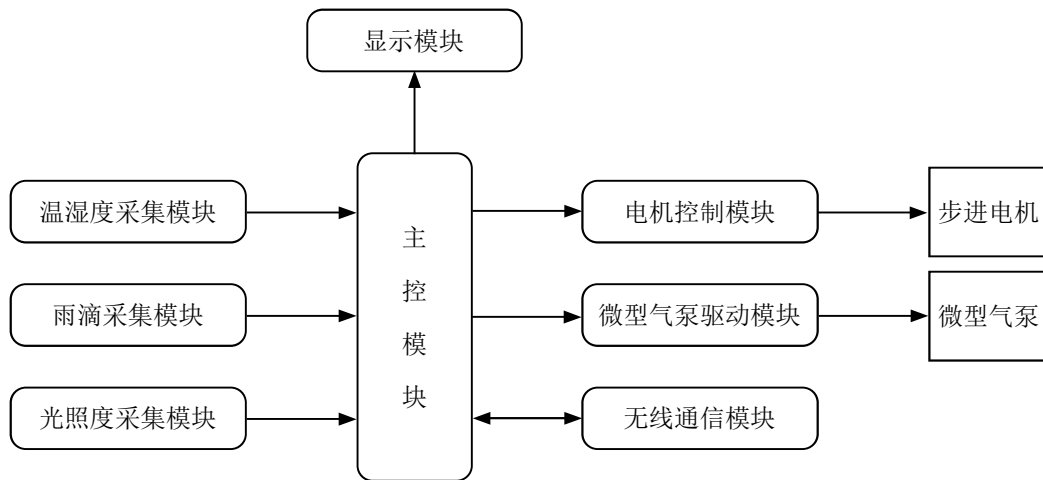 显示模块
温湿度采集模块
雨滴采集模块
光照度采集模块
主
控
模
块
电机控制模块
步进电机
微型气泵驱动模块
微型气泵
无线通信模块